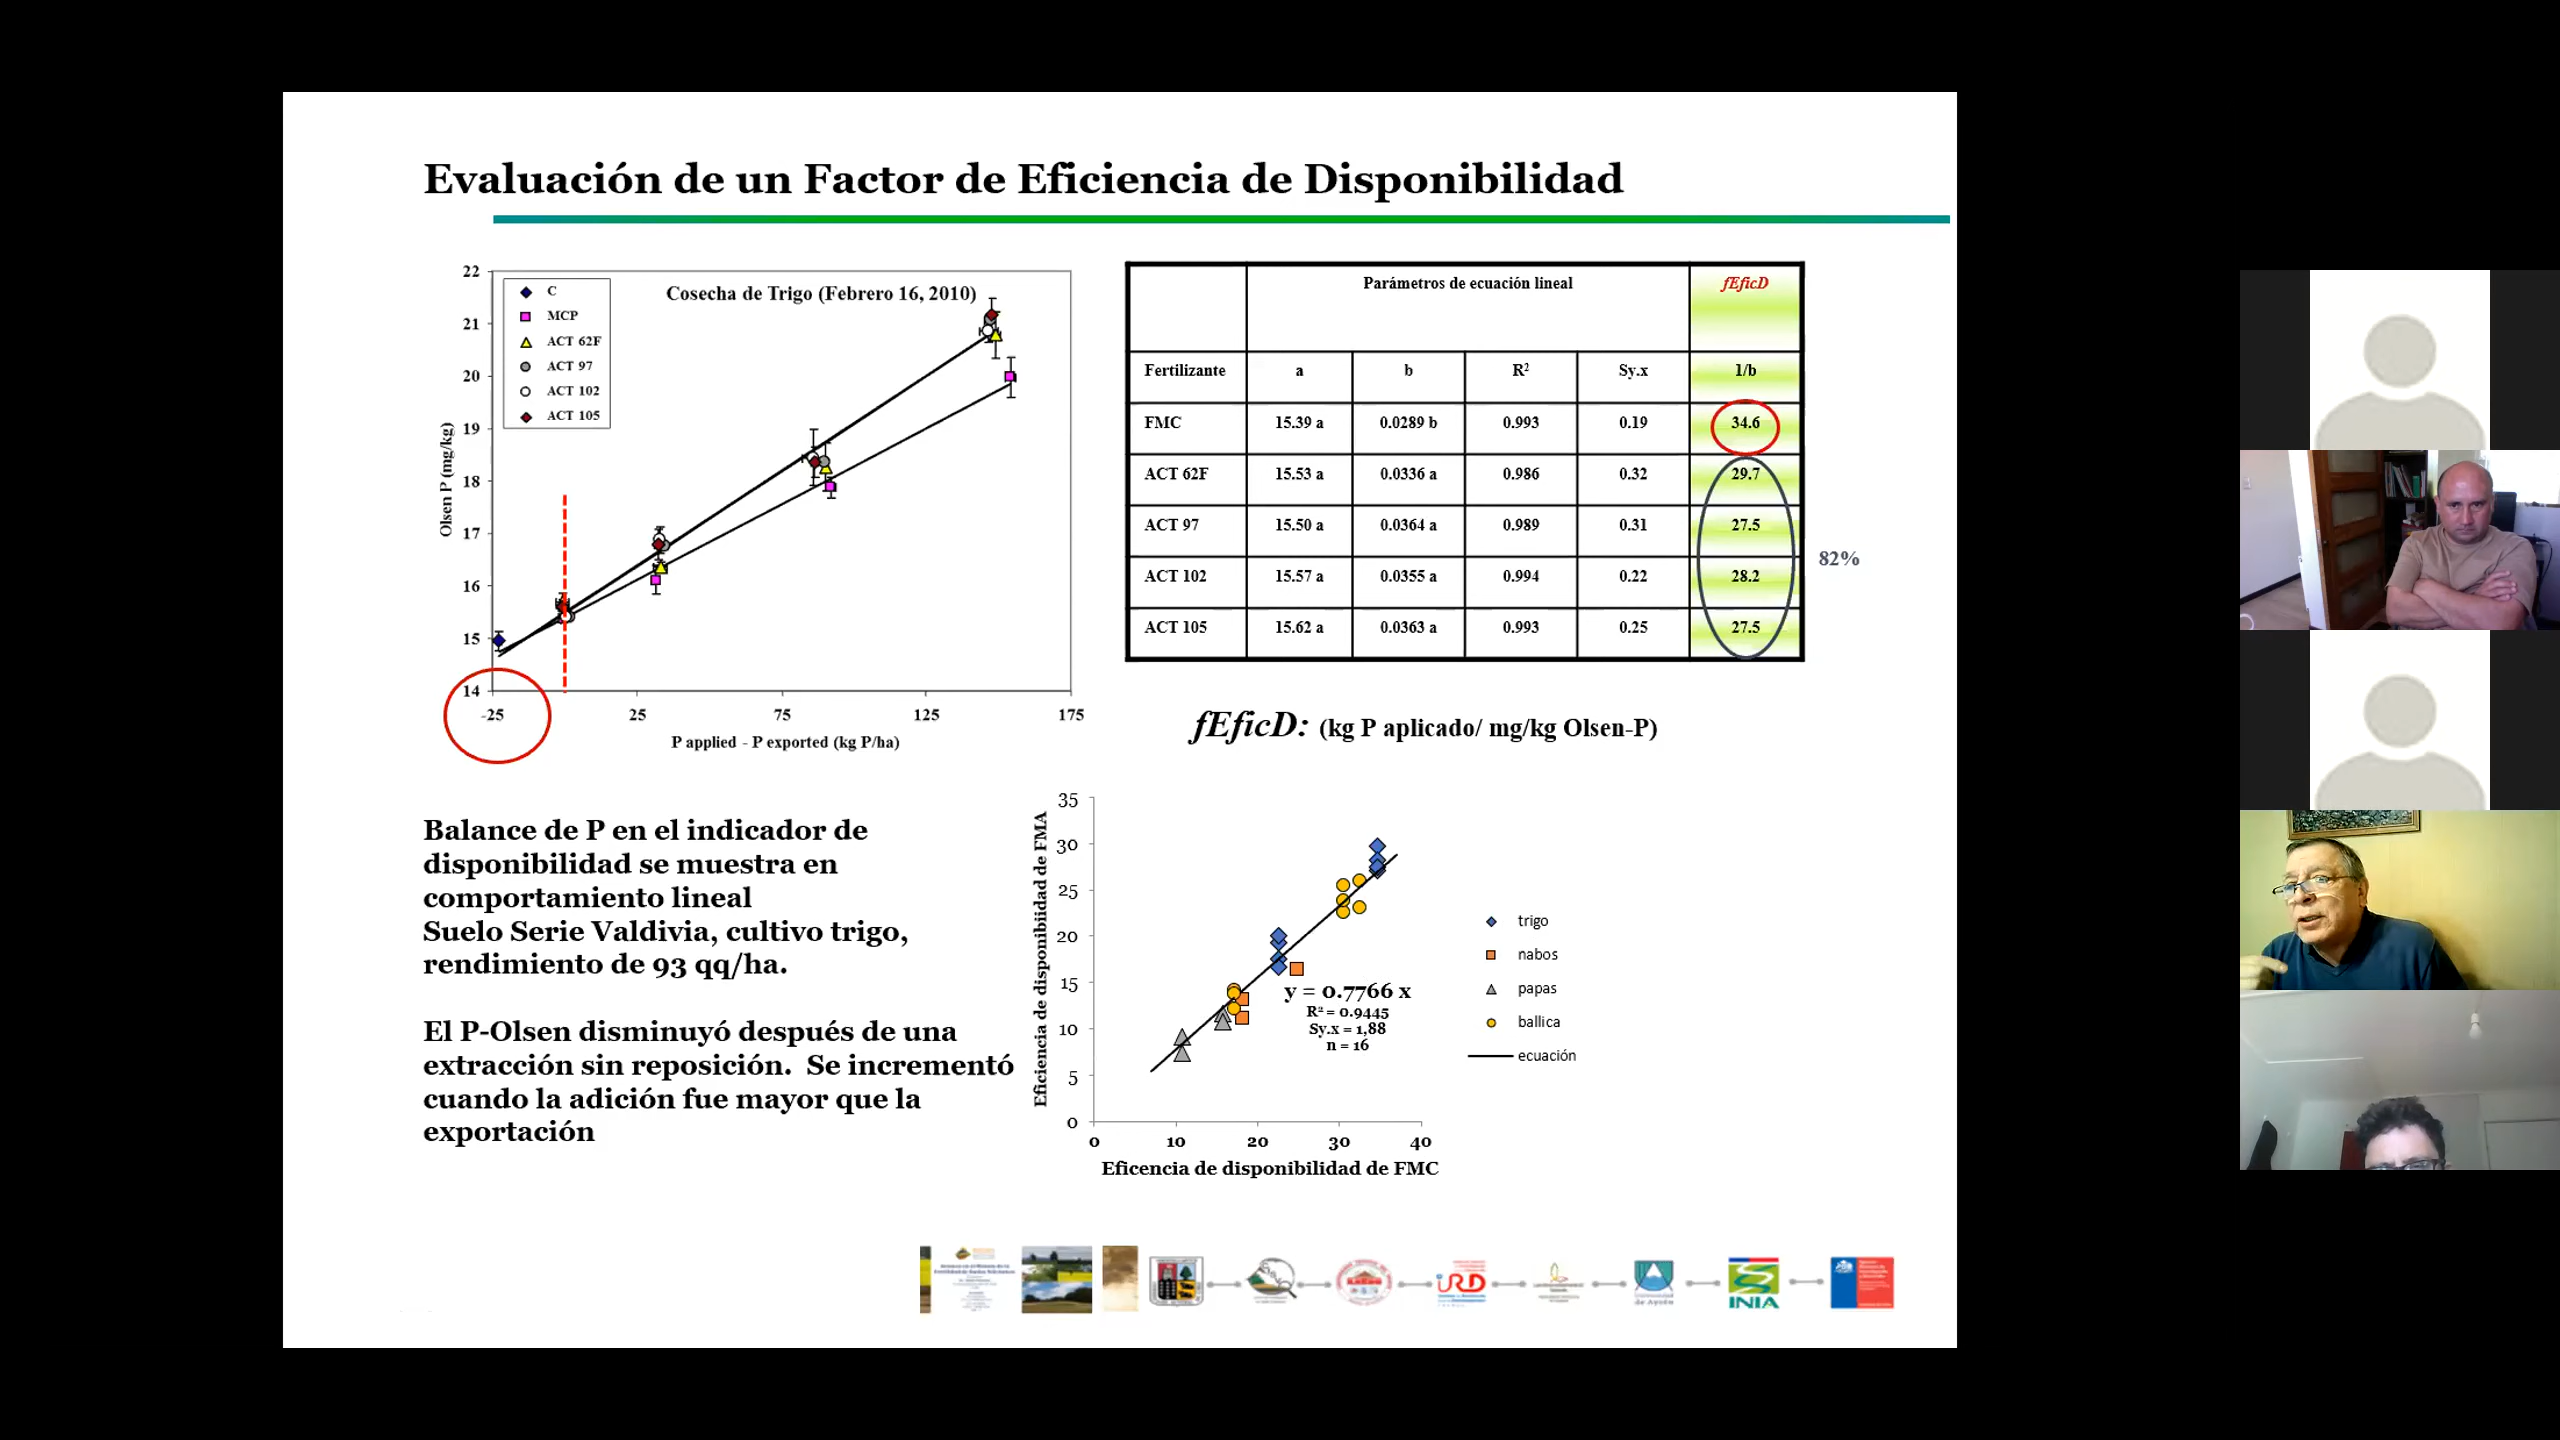 Evaluación de un Factor de Eficiencia de Disponibilidad
22
21
20
19
18
17
16
15
14
-25
25
75
125
175
Olsen P (mg/kg)
P applied - P exported (kg P/ha)
Cosecha de Trigo (Febrero 16, 2010)
C
MCP
ACT 62F
ACT 97
ACT 102
ACT 105
Parámetros de ecuación lineal fEficD
Fertilizante a b R² Sy.x 1/b
FMC 15.39 a 0.0289 b 0.993 0.19 34.6
ACT 62F 15.53 a 0.0336 a 0.986 0.32 29.7
ACT 97 15.50 a 0.0364 a 0.989 0.31 27.5
ACT 102 15.57 a 0.0355 a 0.994 0.22 28.2
ACT 105 15.62 a 0.0363 a 0.993 0.25 27.5
82%
fEficD: (kg P aplicado/ mg/kg Olsen-P)
Balance de P en el indicador de
disponibilidad se muestra en
comportamiento lineal
Suelo Serie Valdivia, cultivo trigo,
rendimiento de 93 qq/ha.
El P-Olsen disminuyó después de una
extracción sin reposición. Se incrementó
cuando la adición fue mayor que la
exportación
Eficiencia de disponibiidad de FMA
35
30
25
20
15
10
5
0
0 10 20 30 40
Eficencia de disponibilidad de FMC
y = 0.7766 x
R² = 0.9445
Sy.x = 1,88
n = 16
trigo
nabos
papas
ballica
ecuación
iRD
INIA